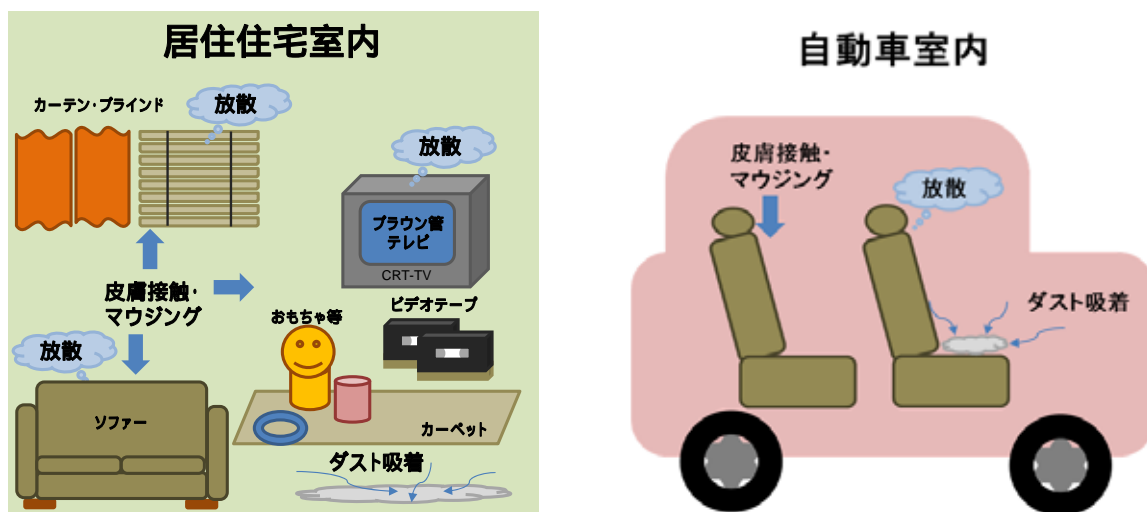 居住住宅室内
カーテン・ブラインド
放散
放散
ブラウン管
テレビ
CRT-TV
皮膚接触・
マウジング
おもちゃ等
ビデオテープ
放散
ソファー
カーペット
ダスト吸着
自動車室内
皮膚接触・
マウジング
放散
ダスト吸着